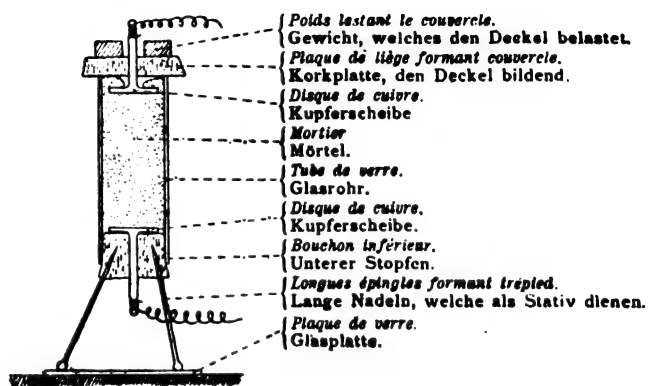 Poids lestant le couvercle.
Gewicht, welches den Deckel belastet.
Plaque de liège formant couvercle.
Korkplatte, den Deckel bildend.
Disque de cuivre.
Kupferscheibe
Mortier
Mörtel.
Tube de verre.
Glasrohr.
Disque de cuivre.
Kupferscheibe.
Bouchon inférieur.
Unterer Stopfen.
Longues épingles formant trépied.
Lange Nadeln, welche als Stativ dienen.
Plaque de verre.
Glasplatte.